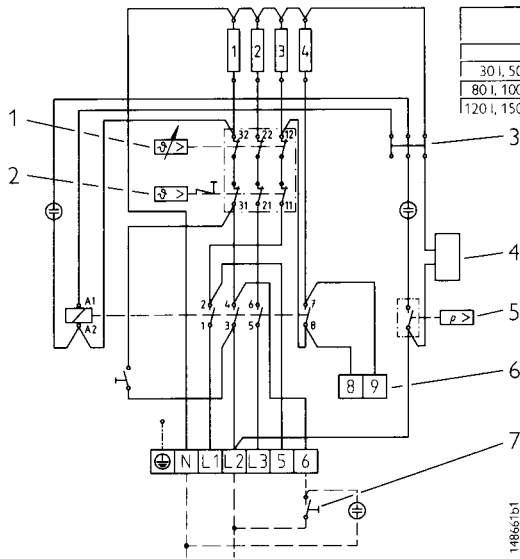 1 2 3 4
30 l, 50
80 l, 100
120 l, 150
1
ϑ >
32 22 12
3
2
ϑ >
31 21 11
4
A1
A2
2 4 6 7
1 3 5 8
p >
5
8 9
6
N L1 L2 L3 5 6
7
148661b1